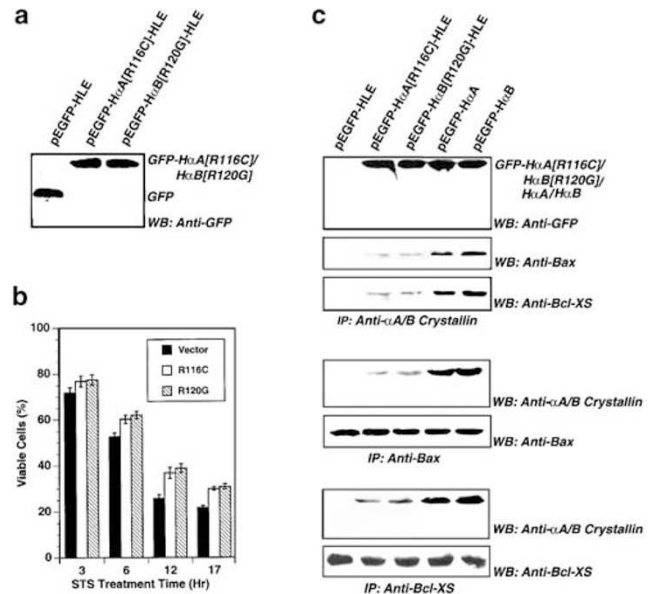 a
pEGFP-HLE
pEGFP-HαA[R116C]-HLE
pEGFP-HαB[R120G]-HLE
GFP-HαA[R116C]/
HαB[R120G]
GFP
WB: Anti-GFP
b
100
80
60
40
20
0
Viable Cells (%)
Vector
R116C
R120G
3 6 12 17
STS Treatment Time (Hr)
c
pEGFP-HLE
pEGFP-HαA[R116C]-HLE
pEGFP-HαB[R120G]-HLE
pEGFP-HαA
pEGFP-HαB
GFP-HαA[R116C]/
HαB[R120G]/
HαA/HαB
WB: Anti-GFP
WB: Anti-Bax
WB: Anti-Bcl-XS
IP: Anti-αA/B Crystallin
WB: Anti-αA/B Crystallin
WB: Anti-Bax
IP: Anti-Bax
WB: Anti-αA/B Crystallin
WB: Anti-Bcl-XS
IP: Anti-Bcl-XS